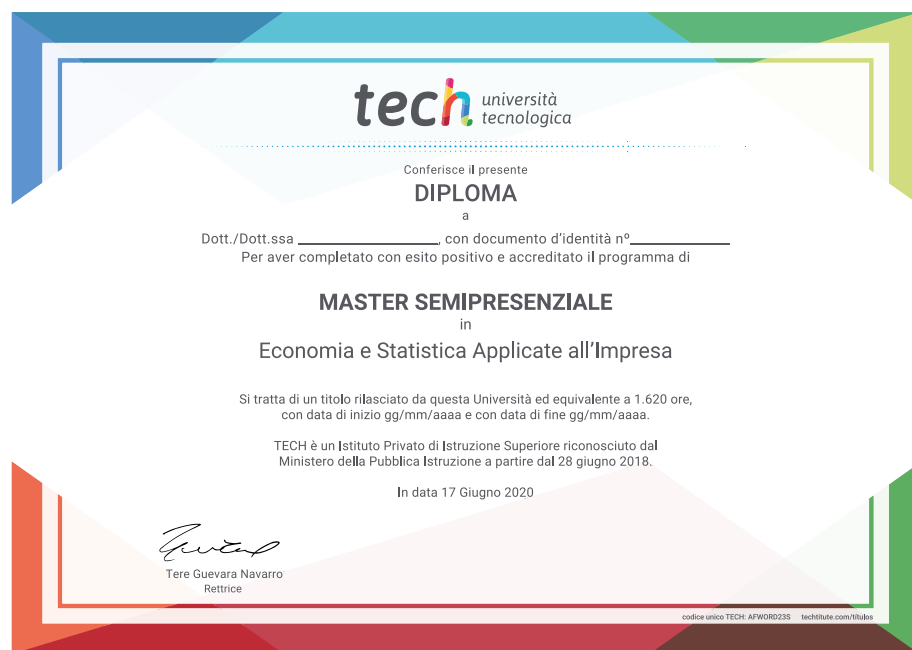 tech università
tecnologica
Conferisce il presente
DIPLOMA
a
Dott./Dott.ssa ____________________, con documento d'identità nº______________
Per aver completato con esito positivo e accreditato il programma di
MASTER SEMIPRESENZIALE
in
Economia e Statistica Applicate all'Impresa
Si tratta di un titolo rilasciato da questa Università ed equivalente a 1.620 ore,
con data di inizio gg/mm/aaaa e con data di fine gg/mm/aaaa.
TECH è un Istituto Privato di Istruzione Superiore riconosciuto dal
Ministero della Pubblica Istruzione a partire dal 28 giugno 2018.
In data 17 Giugno 2020
Tere Guevara Navarro
Rettrice
codice unico TECH: AFWORD23S techtitute.com/títulos